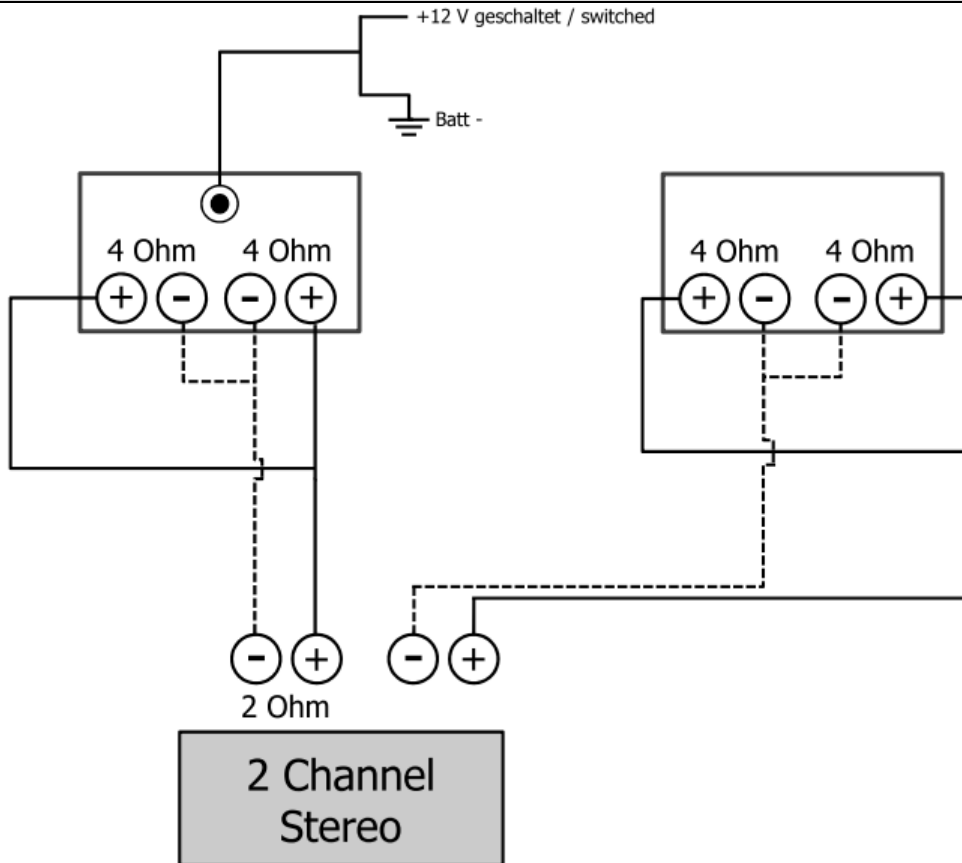 +12 V geschaltet / switched
Batt -
4 Ohm 4 Ohm
+ - - +
4 Ohm 4 Ohm
+ - - +
- + - +
2 Ohm
2 Channel
Stereo